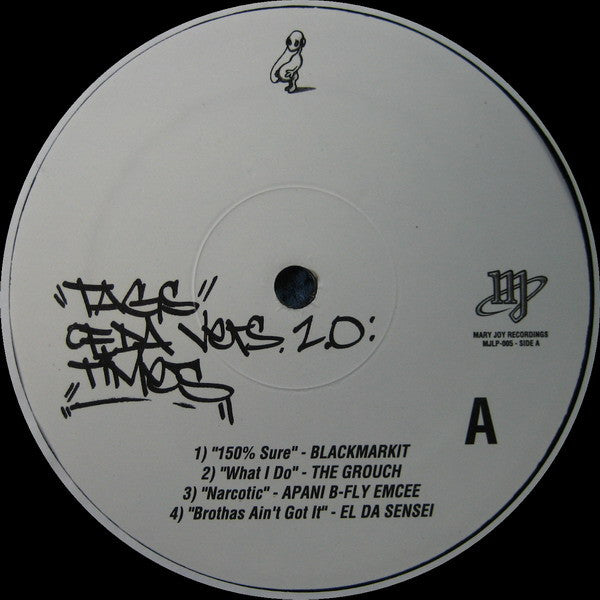 "TAGS"
OF DA VERS. 1.0:
"TIMES"
MJ
MARY JOY RECORDINGS
MJLP-005 - SIDE A
A
1) "150% Sure" - BLACKMARKIT
2) "What I Do" - THE GROUCH
3) "Narcotic" - APANI B-FLY EMCEE
4) "Brothas Ain't Got It" - EL DA SENSEI